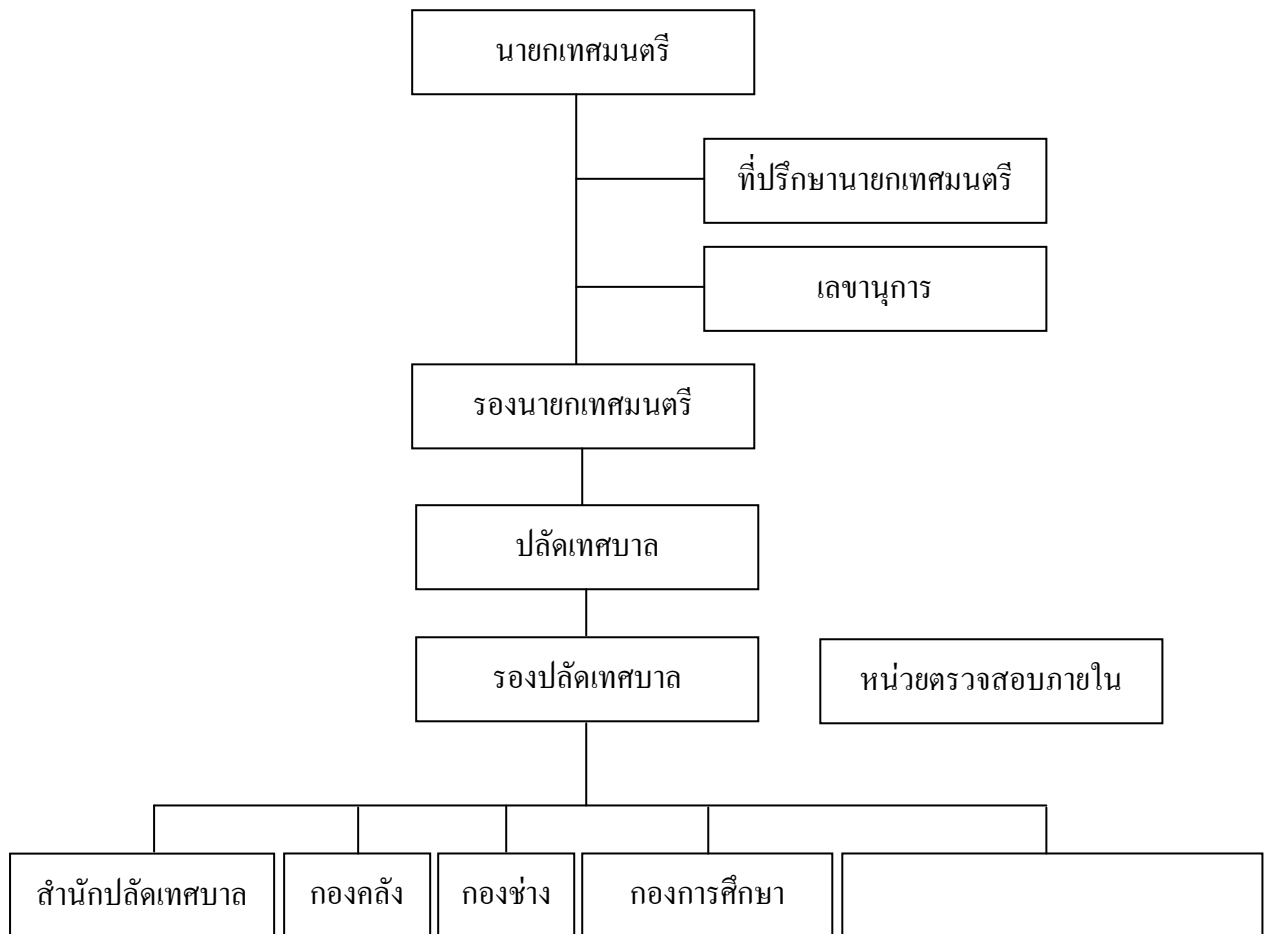 นายกเทศมนตรี
ที่ปรึกษานายกเทศมนตรี
เลขานุการ
รองนายกเทศมนตรี
ปลัดเทศบาล
รองปลัดเทศบาล
หน่วยตรวจสอบภายใน
สำนักปลัดเทศบาล
กองคลัง
กองช่าง
กองการศึกษา